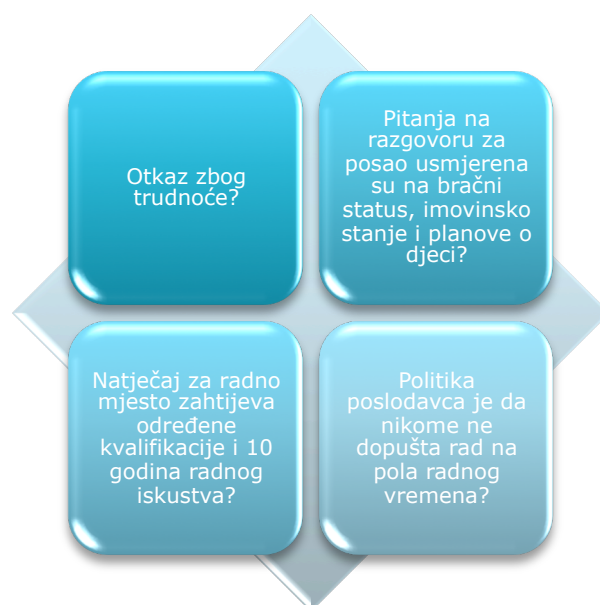 Otkaz zbog
trudnoće?
Pitanja na
razgovoru za
posao usmjerena
su na bračni
status, imovinsko
stanje i planove o
djeci?
Natječaj za radno
mjesto zahtijeva
određene
kvalifikacije i 10
godina radnog
iskustva?
Politika
poslodavca je da
nikome ne
dopušta rad na
pola radnog
vremena?